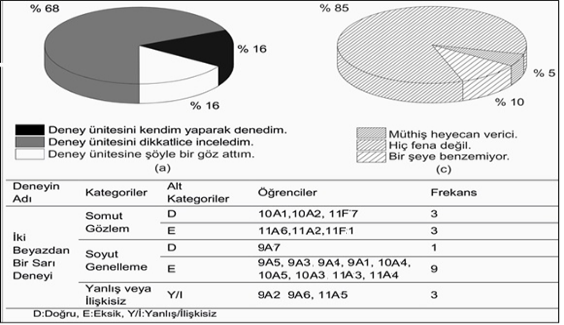 % 68
% 16
% 16
Deney ünitesini kendim yaparak denedim.
Deney ünitesini dikkatlice inceledim.
Deney ünitesine şöyle bir göz attım.
(a)
% 85
% 5
% 10
Müthiş heyecan verici.
Hiç fena değil.
Bir şeye benzemiyor.
(c)
Deneyin Adı Kategoriler Alt Kategoriler Öğrenciler Frekans
İki Beyazdan Bir Sarı Deneyi
Somut Gözlem D 10A1,10A2, 11F7 3
E 11A6,11A2,11F1 3
Soyut Genelleme D 9A7 1
E 9A5, 9A3, 9A4, 9A1, 10A4,
10A5, 10A3, 11A3, 11A4 9
Yanlış veya İlişkisiz Y/I 9A2 9A6, 11A5 3
D:Doğru, E:Eksik, Y/İ:Yanlış/İlişkisiz